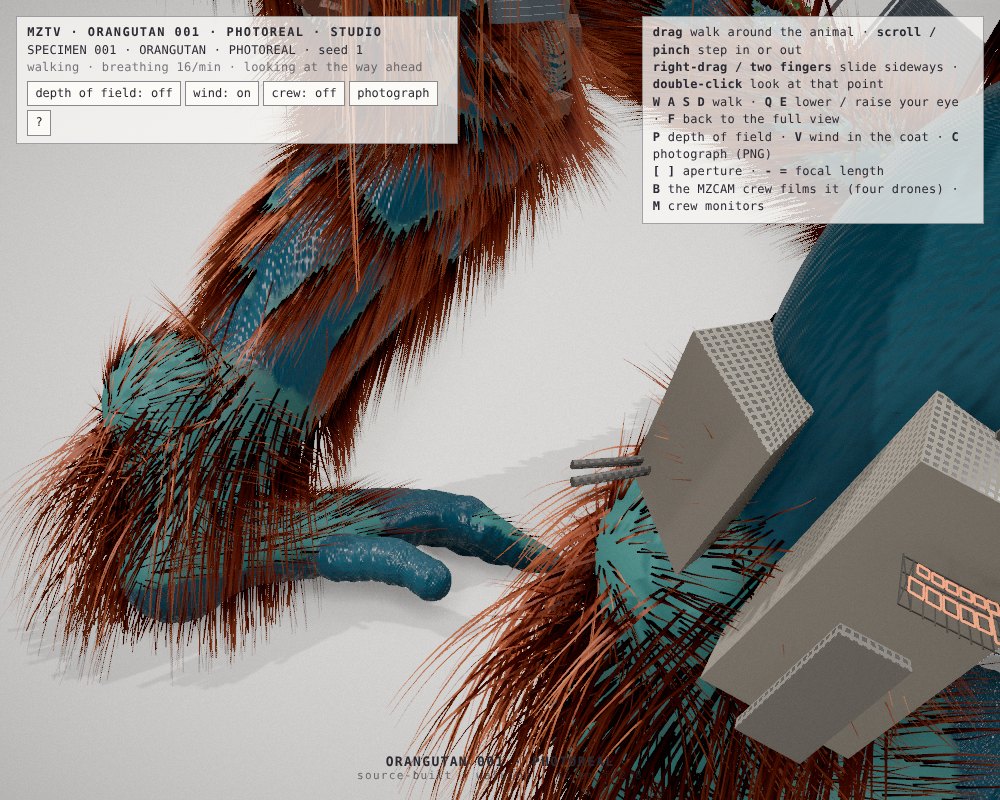 MZTV · ORANGUTAN 001 · PHOTOREAL · STUDIO
SPECIMEN 001 · ORANGUTAN · PHOTOREAL · seed 1
walking · breathing 16/min · looking at the way ahead
depth of field: off
wind: on
crew: off
photograph
?
drag walk around the animal · scroll /
pinch step in or out
right-drag / two fingers slide sideways ·
double-click look at that point
W A S D walk · Q E lower / raise your eye
· F back to the full view
P depth of field · V wind in the coat · C
photograph (PNG)
[ ] aperture · - = focal length
B the MZCAM crew films it (four drones) ·
M crew monitors
ORANGUTAN 001 · PHOTOREAL
source-built